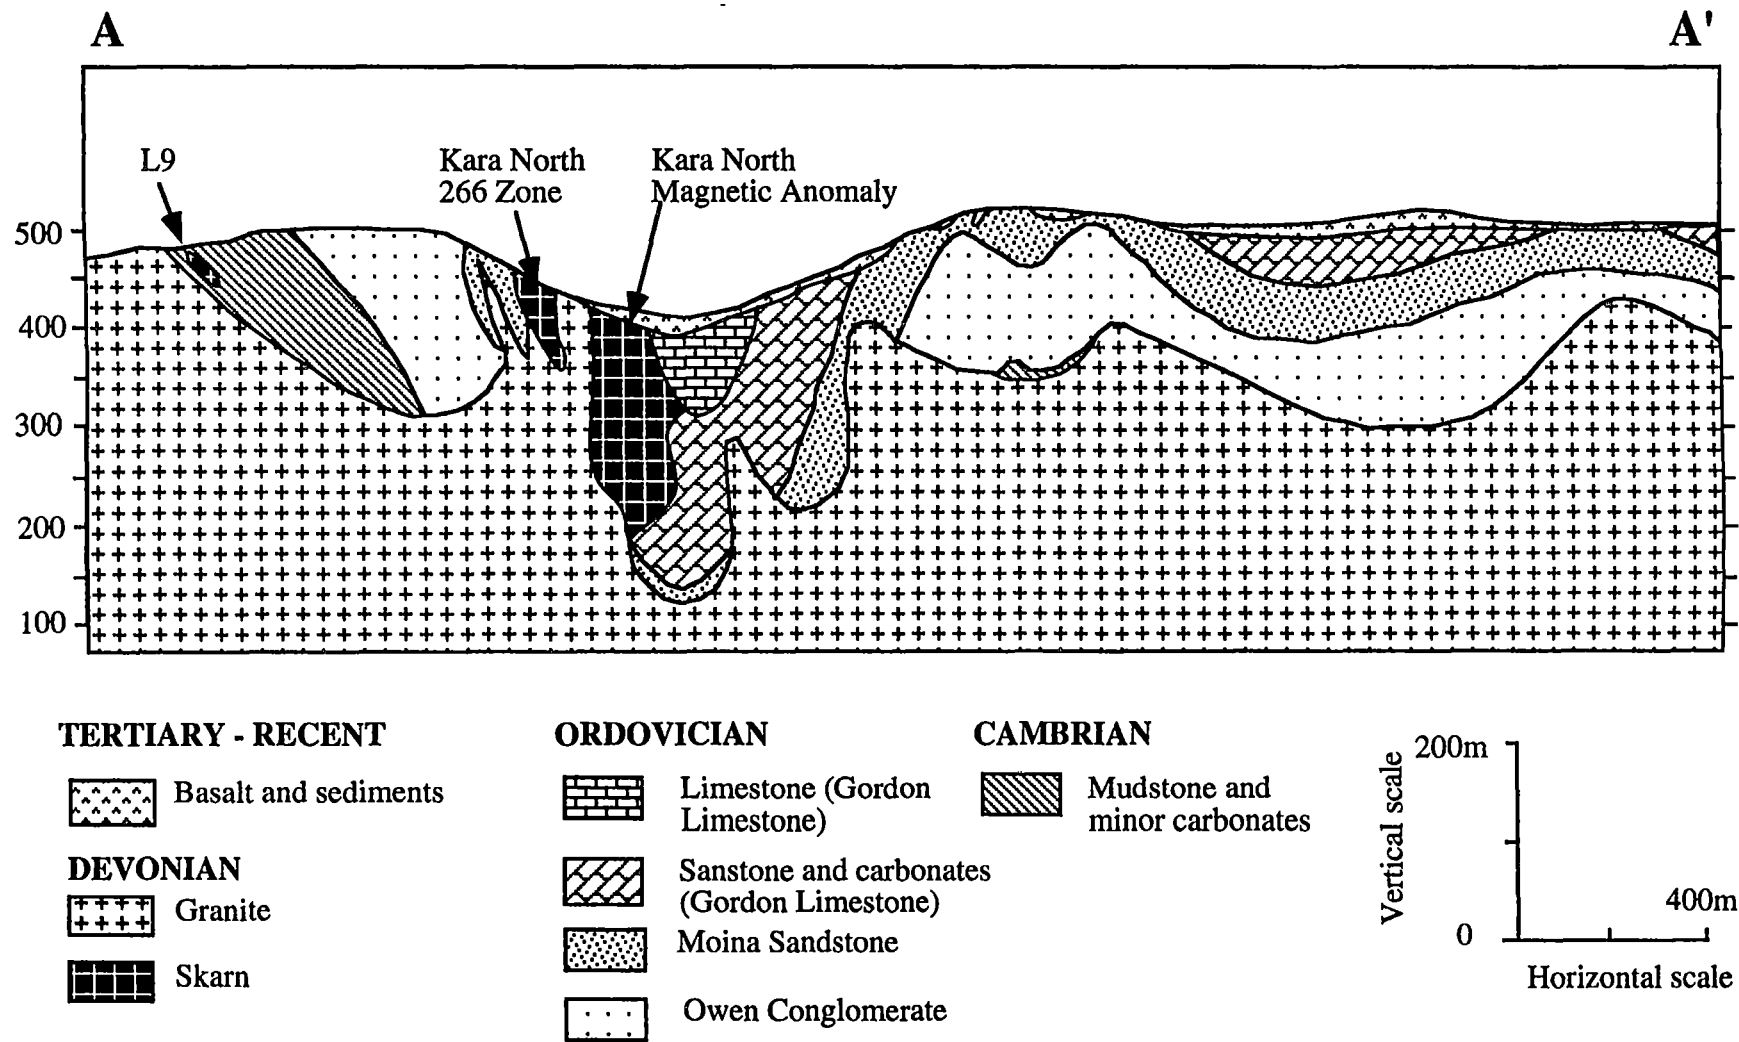 A
A'
L9
Kara North
266 Zone
Kara North
Magnetic Anomaly
500
400
300
200
100
TERTIARY - RECENT
Basalt and sediments
DEVONIAN
Granite
Skarn
ORDOVICIAN
Limestone (Gordon
Limestone)
Sanstone and carbonates
(Gordon Limestone)
Moina Sandstone
Owen Conglomerate
CAMBRIAN
Mudstone and
minor carbonates
Vertical scale
200m
0
400m
Horizontal scale